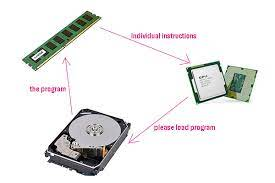 individual instructions
the program
please load program